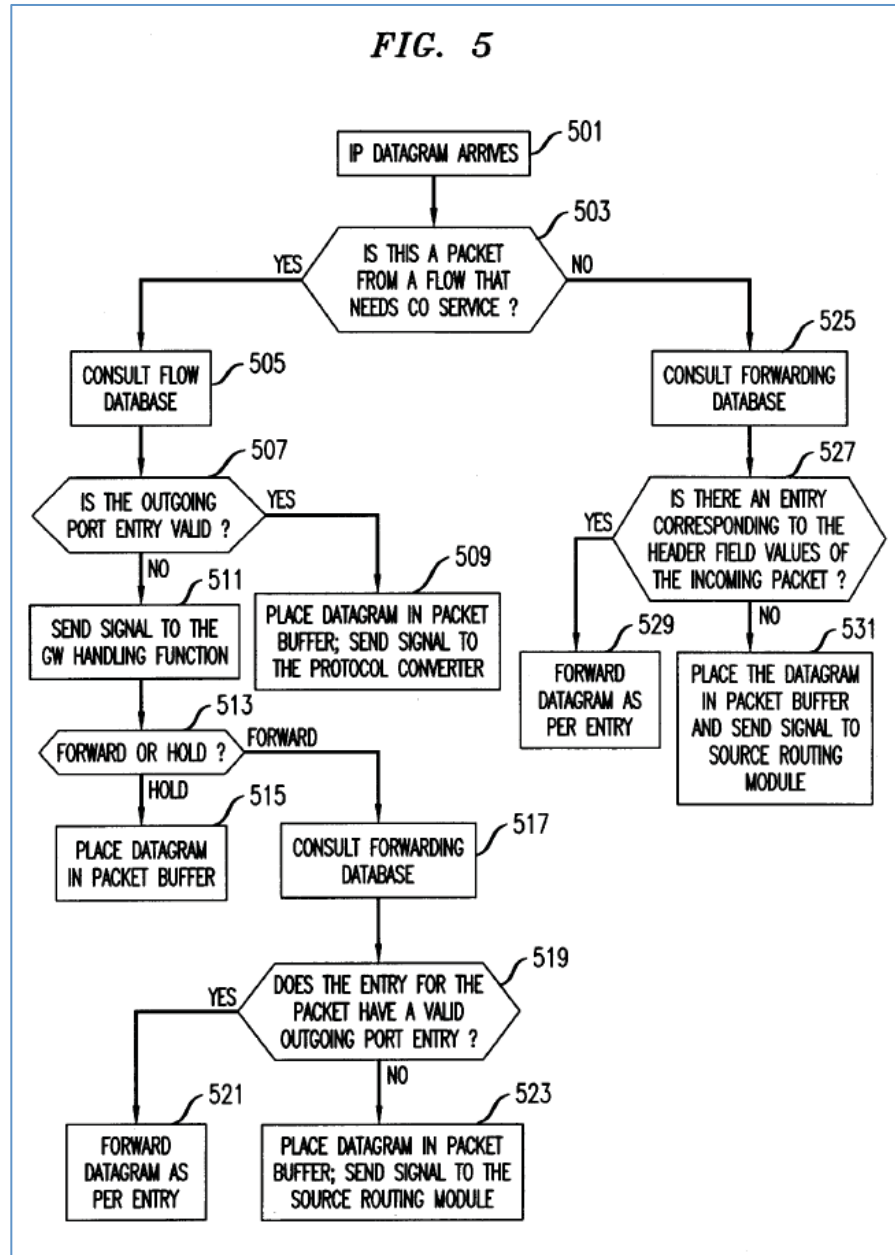 FIG. 5
IP DATAGRAM ARRIVES
501
503
IS THIS A PACKET
FROM A FLOW THAT
NEEDS CO SERVICE ?
YES
NO
505
CONSULT FLOW
DATABASE
525
CONSULT FORWARDING
DATABASE
507
IS THE OUTGOING
PORT ENTRY VALID ?
YES
NO
527
IS THERE AN ENTRY
CORRESPONDING TO THE
HEADER FIELD VALUES OF
THE INCOMING PACKET ?
YES
NO
509
PLACE DATAGRAM IN PACKET
BUFFER; SEND SIGNAL TO
THE PROTOCOL CONVERTER
511
SEND SIGNAL TO THE
GW HANDLING FUNCTION
529
FORWARD
DATAGRAM AS
PER ENTRY
531
PLACE THE DATAGRAM
IN PACKET BUFFER
AND SEND SIGNAL TO
SOURCE ROUTING
MODULE
513
FORWARD OR HOLD ?
FORWARD
HOLD
515
PLACE DATAGRAM
IN PACKET BUFFER
517
CONSULT FORWARDING
DATABASE
519
DOES THE ENTRY FOR THE
PACKET HAVE A VALID
OUTGOING PORT ENTRY ?
YES
NO
521
FORWARD
DATAGRAM AS
PER ENTRY
523
PLACE DATAGRAM IN PACKET
BUFFER; SEND SIGNAL TO THE
SOURCE ROUTING MODULE